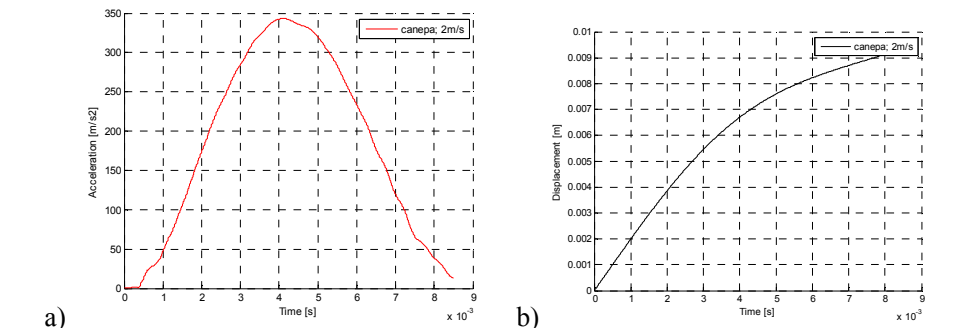 350
300
250
200
150
100
50
0
Acceleration [m/s2]
canepa; 2m/s
0 1 2 3 4 5 6 7 8 9
Time [s]
x 10⁻³
a)
0.01
0.009
0.008
0.007
0.006
0.005
0.004
0.003
0.002
0.001
0
Displacement [m]
canepa; 2m/s
0 1 2 3 4 5 6 7 8 9
Time [s]
x 10⁻³
b)